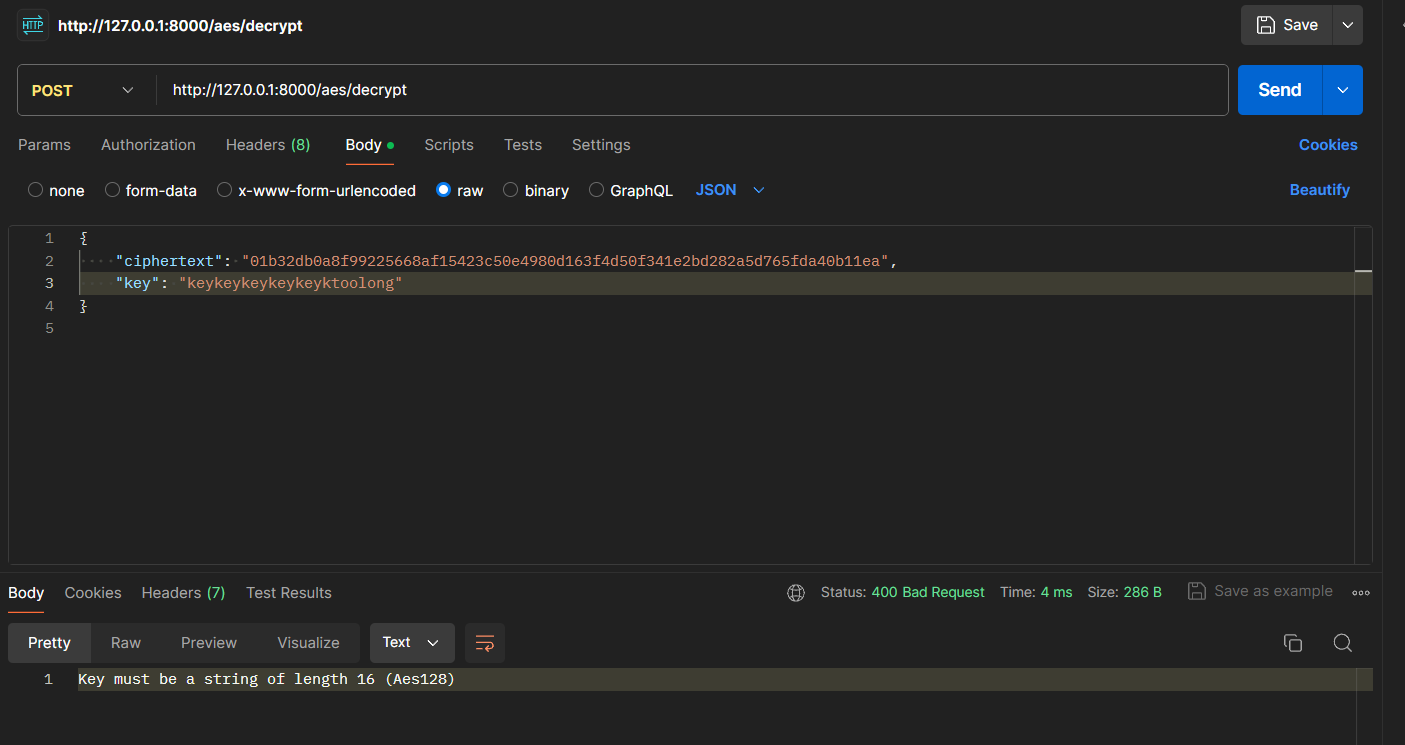 HTTP http://127.0.0.1:8000/aes/decrypt Save
POST http://127.0.0.1:8000/aes/decrypt Send
Params Authorization Headers (8) Body Scripts Tests Settings Cookies
none form-data x-www-form-urlencoded raw binary GraphQL JSON Beautify
1 {
2 "ciphertext": "01b32db0a8f99225668af15423c50e4980d163f4d50f341e2bd282a5d765fda40b11ea",
3 "key": "keykeykeykeykeyktoolong"
4 }
5
Body Cookies Headers (7) Test Results Status: 400 Bad Request Time: 4 ms Size: 286 B Save as example
Pretty Raw Preview Visualize Text
1 Key must be a string of length 16 (Aes128)